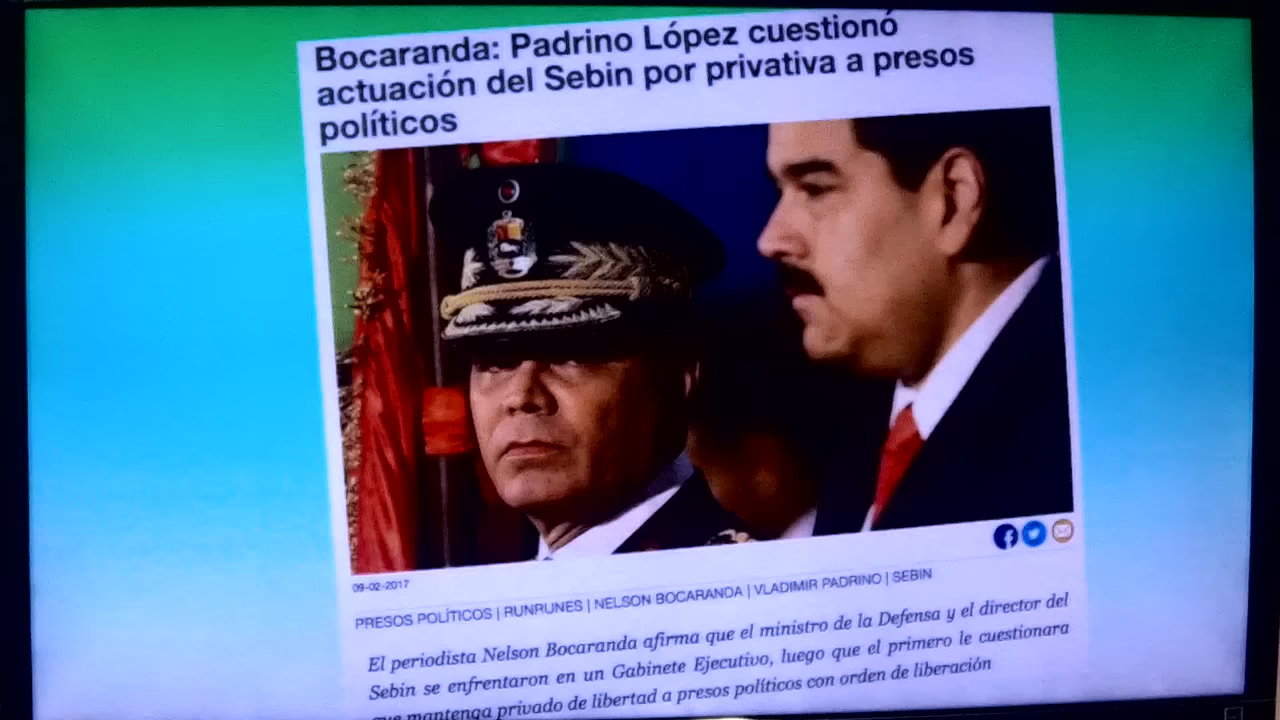 Bocaranda: Padrino López cuestionó
actuación del Sebin por privativa a presos
políticos
09-02-2017
PRESOS POLÍTICOS | RUNRUNES | NELSON BOCARANDA | VLADIMIR PADRINO | SEBIN
El periodista Nelson Bocaranda afirma que el ministro de la Defensa y el director del
Sebin se enfrentaron en un Gabinete Ejecutivo, luego que el primero le cuestionara
que mantenga privado de libertad a presos políticos con orden de liberación